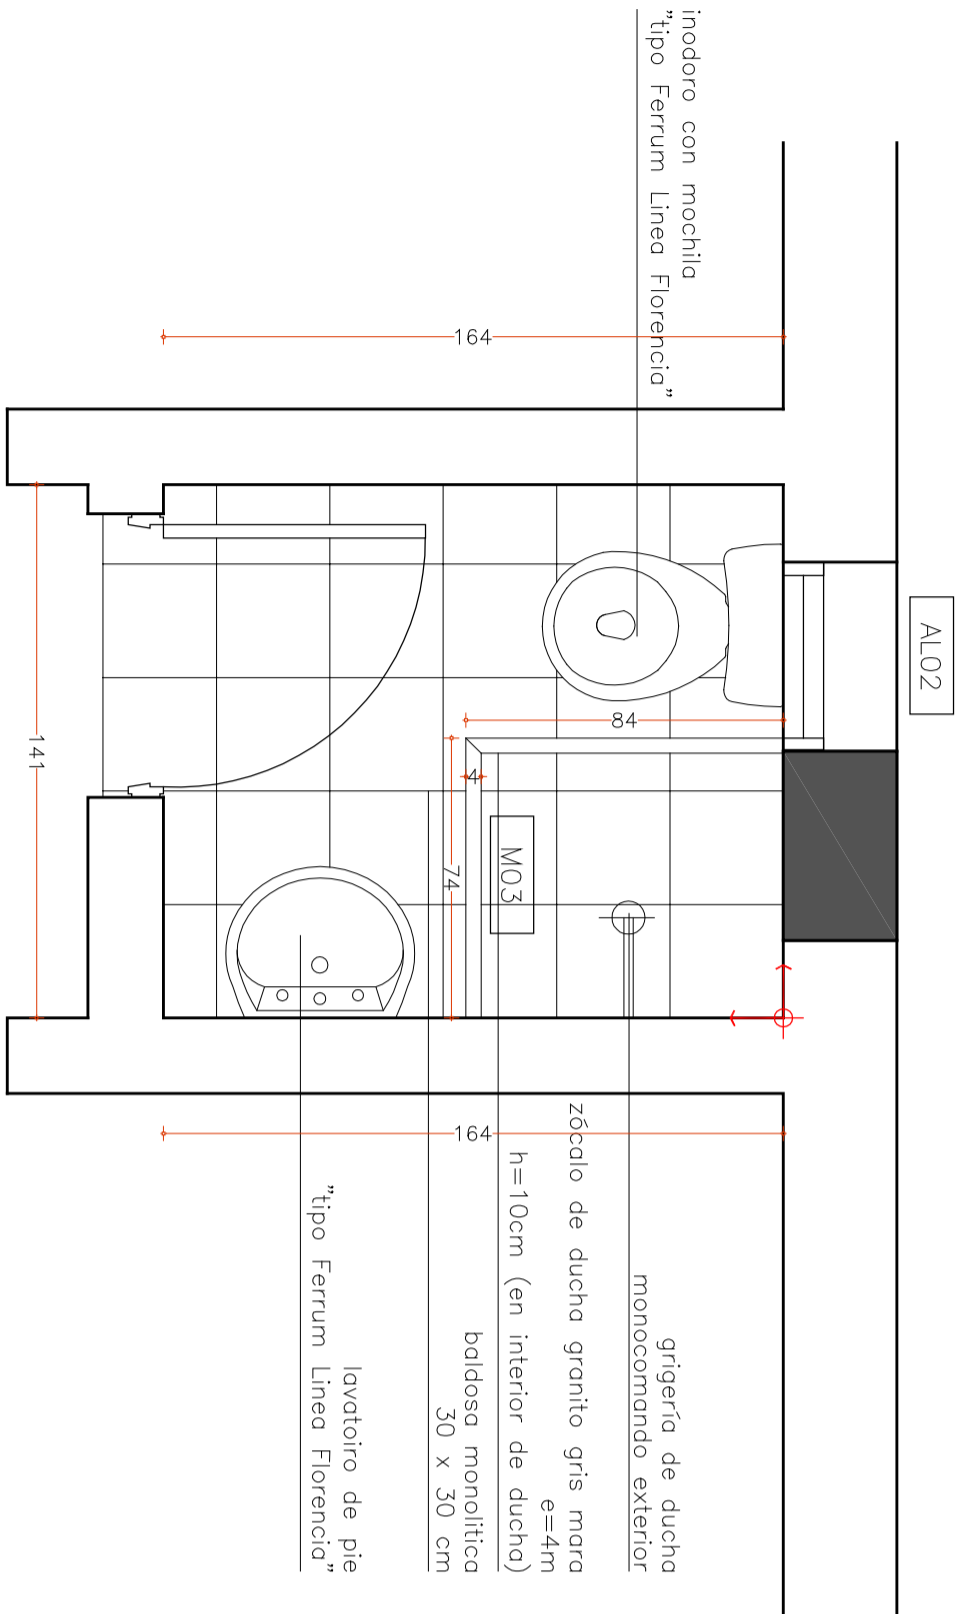 inodoro con mochila
"tipo Ferrum Linea Florencia"
AL02
164
84
4
74
M03
141
164
grigería de ducha
monocomando exterior
zócalo de ducha granito gris mara
e=4m
h=10cm (en interior de ducha)
baldosa monolitica
30 x 30 cm
lavatoiro de pie
"tipo Ferrum Linea Florencia"